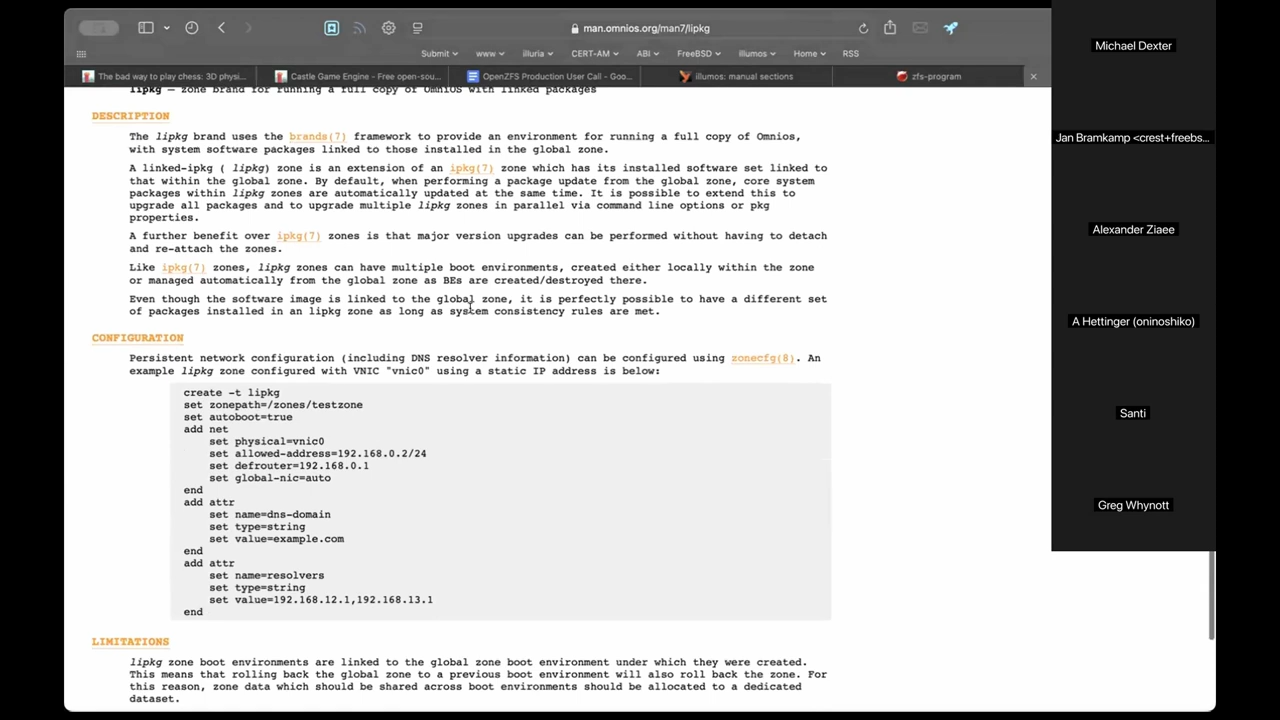 man.omnios.org/man7/lipkg
Submit www illuria CERT-AM ABI FreeBSD illumos Home RSS
The bad way to play chess: 3D physi... Castle Game Engine - Free open-sou... OpenZFS Production User Call - Goo... illumos: manual sections zfs-program
lipkg — zone brand for running a full copy of OmniOS with linked packages
DESCRIPTION
The lipkg brand uses the brands(7) framework to provide an environment for running a full copy of Omnios,
with system software packages linked to those installed in the global zone.
A linked-ipkg ( lipkg) zone is an extension of an ipkg(7) zone which has its installed software set linked to
that within the global zone. By default, when performing a package update from the global zone, core system
packages within lipkg zones are automatically updated at the same time. It is possible to extend this to
upgrade all packages and to upgrade multiple lipkg zones in parallel via command line options or pkg
properties.
A further benefit over ipkg(7) zones is that major version upgrades can be performed without having to detach
and re-attach the zones.
Like ipkg(7) zones, lipkg zones can have multiple boot environments, created either locally within the zone
or managed automatically from the global zone as BEs are created/destroyed there.
Even though the software image is linked to the global zone, it is perfectly possible to have a different set
of packages installed in an lipkg zone as long as system consistency rules are met.
CONFIGURATION
Persistent network configuration (including DNS resolver information) can be configured using zonecfg(8). An
example lipkg zone configured with VNIC "vnic0" using a static IP address is below:
create -t lipkg
set zonepath=/zones/testzone
set autoboot=true
add net
set physical=vnic0
set allowed-address=192.168.0.2/24
set defrouter=192.168.0.1
set global-nic=auto
end
add attr
set name=dns-domain
set type=string
set value=example.com
end
add attr
set name=resolvers
set type=string
set value=192.168.12.1,192.168.13.1
end
LIMITATIONS
lipkg zone boot environments are linked to the global zone boot environment under which they were created.
This means that rolling back the global zone to a previous boot environment will also roll back the zone. For
this reason, zone data which should be shared across boot environments should be allocated to a dedicated
dataset.
Michael Dexter
Jan Bramkamp <crest+freebs...
Alexander Ziaee
A Hettinger (oninoshiko)
Santi
Greg Whynott